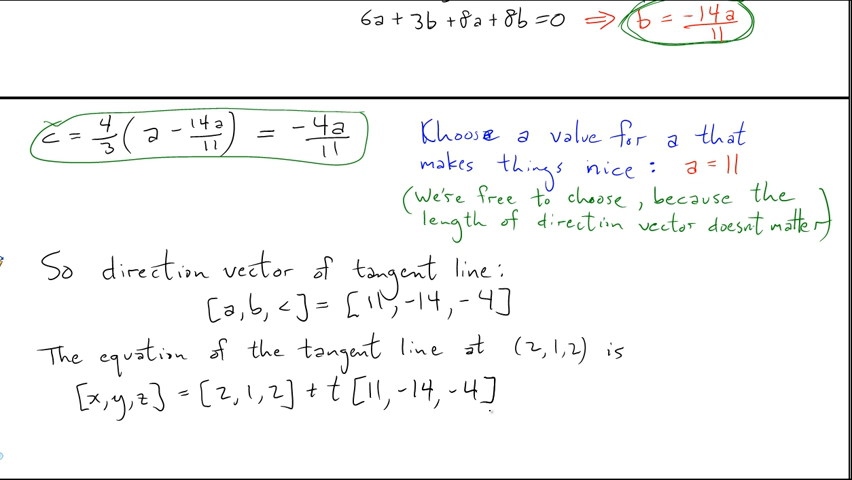 6a + 3b + 8a + 8b = 0 ⇒ b = -14a/11
c = 4/3 (a - 14a/11) = -4a/11
Khoose a value for a that
makes things nice: a = 11
(We're free to choose, because the
length of direction vector doesn't matter)
So direction vector of tangent line:
[a, b, c] = [11, -14, -4]
The equation of the tangent line at (2,1,2) is
[x, y, z] = [2, 1, 2] + t [11, -14, -4]